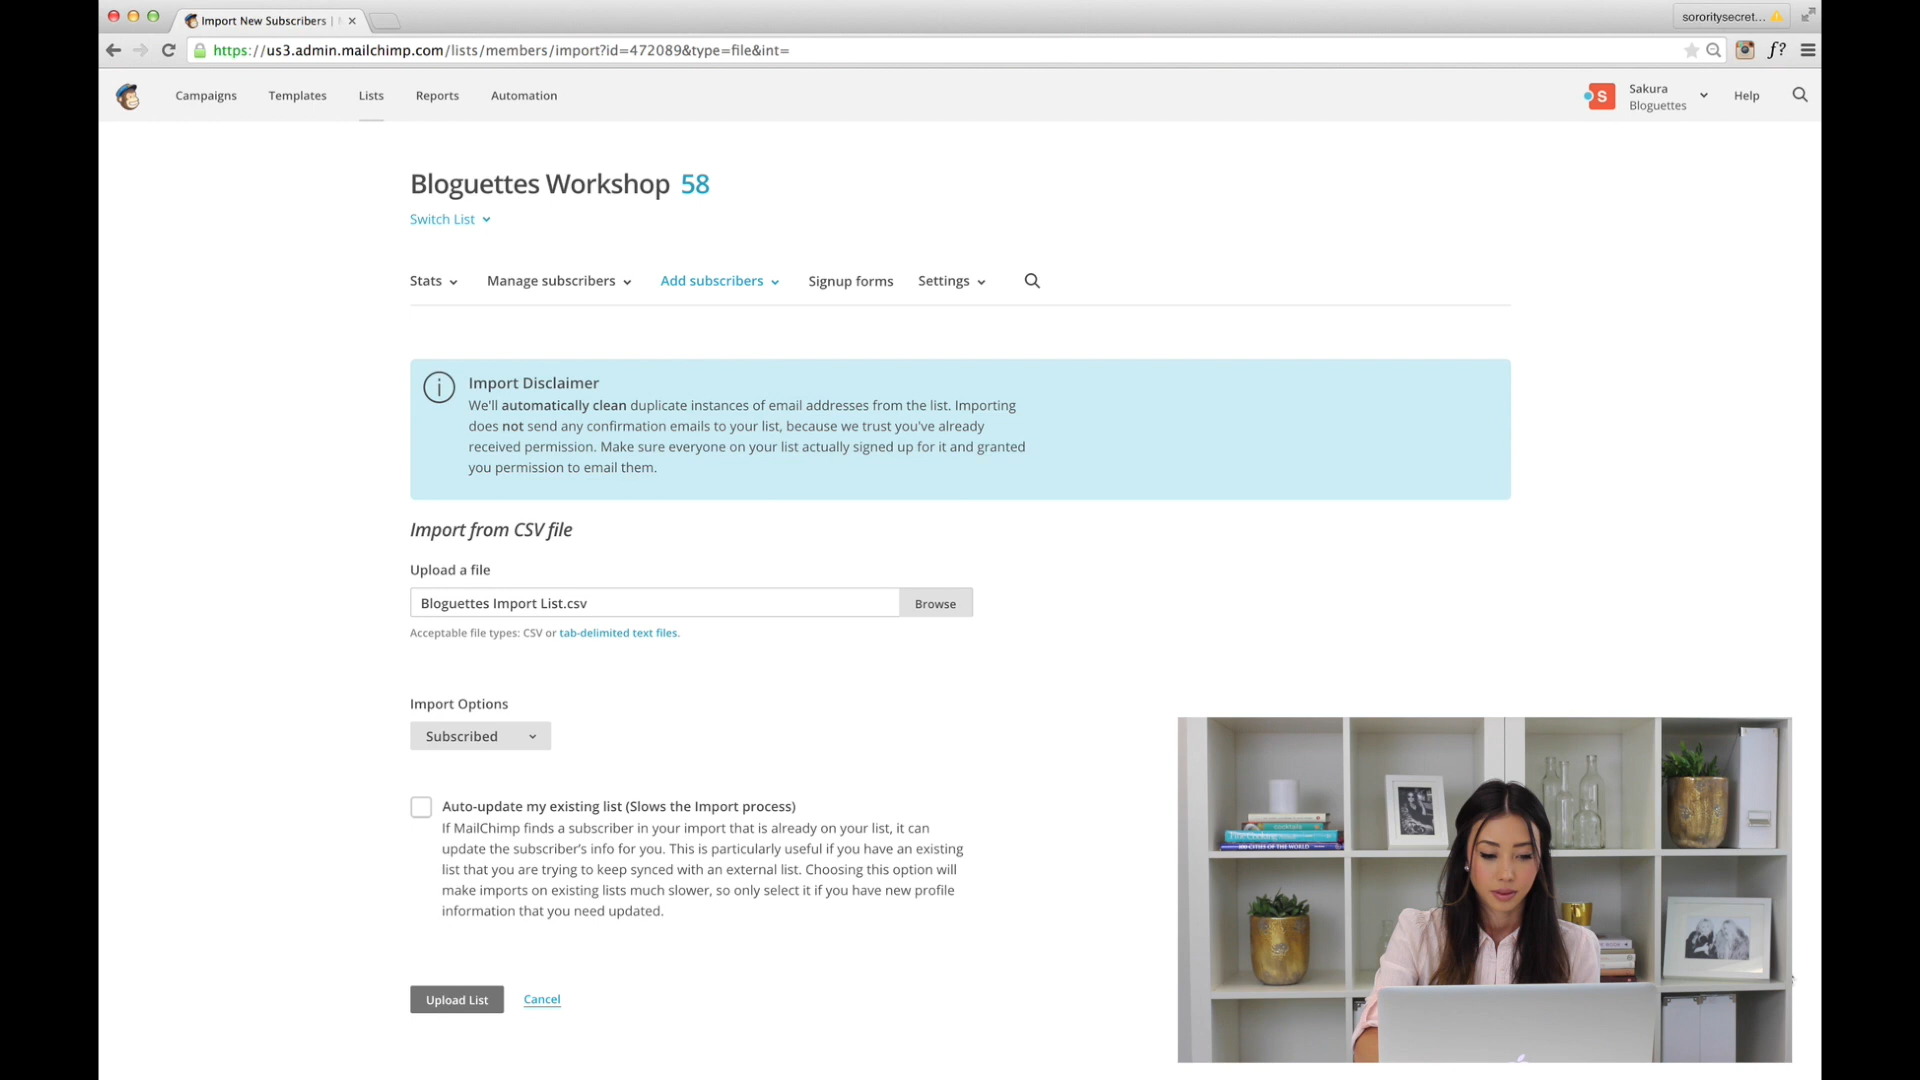 Import New Subscribers |
sororitysecret...
https://us3.admin.mailchimp.com/lists/members/import?id=472089&type=file&int=
f?
Campaigns
Templates
Lists
Reports
Automation
S
Sakura
Bloguettes
Help
Bloguettes Workshop 58
Switch List
Stats
Manage subscribers
Add subscribers
Signup forms
Settings
Import Disclaimer
We'll automatically clean duplicate instances of email addresses from the list. Importing
does not send any confirmation emails to your list, because we trust you've already
received permission. Make sure everyone on your list actually signed up for it and granted
you permission to email them.
Import from CSV file
Upload a file
Bloguettes Import List.csv
Browse
Acceptable file types: CSV or tab-delimited text files.
Import Options
Subscribed
Auto-update my existing list (Slows the Import process)
If MailChimp finds a subscriber in your import that is already on your list, it can
update the subscriber's info for you. This is particularly useful if you have an existing
list that you are trying to keep synced with an external list. Choosing this option will
make imports on existing lists much slower, so only select it if you have new profile
information that you need updated.
Upload List
Cancel
cocktails
Fine Cooking
100 CITIES OF THE WORLD